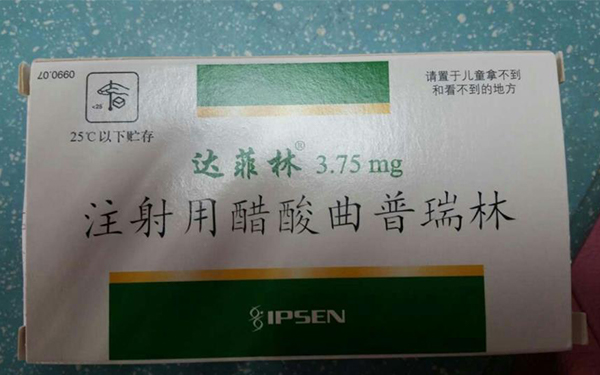 0990.07
<25
25℃以下贮存
请置于儿童拿不到
和看不到的地方
达菲林® 3.75 mg
注射用醋酸曲普瑞林
IPSEN